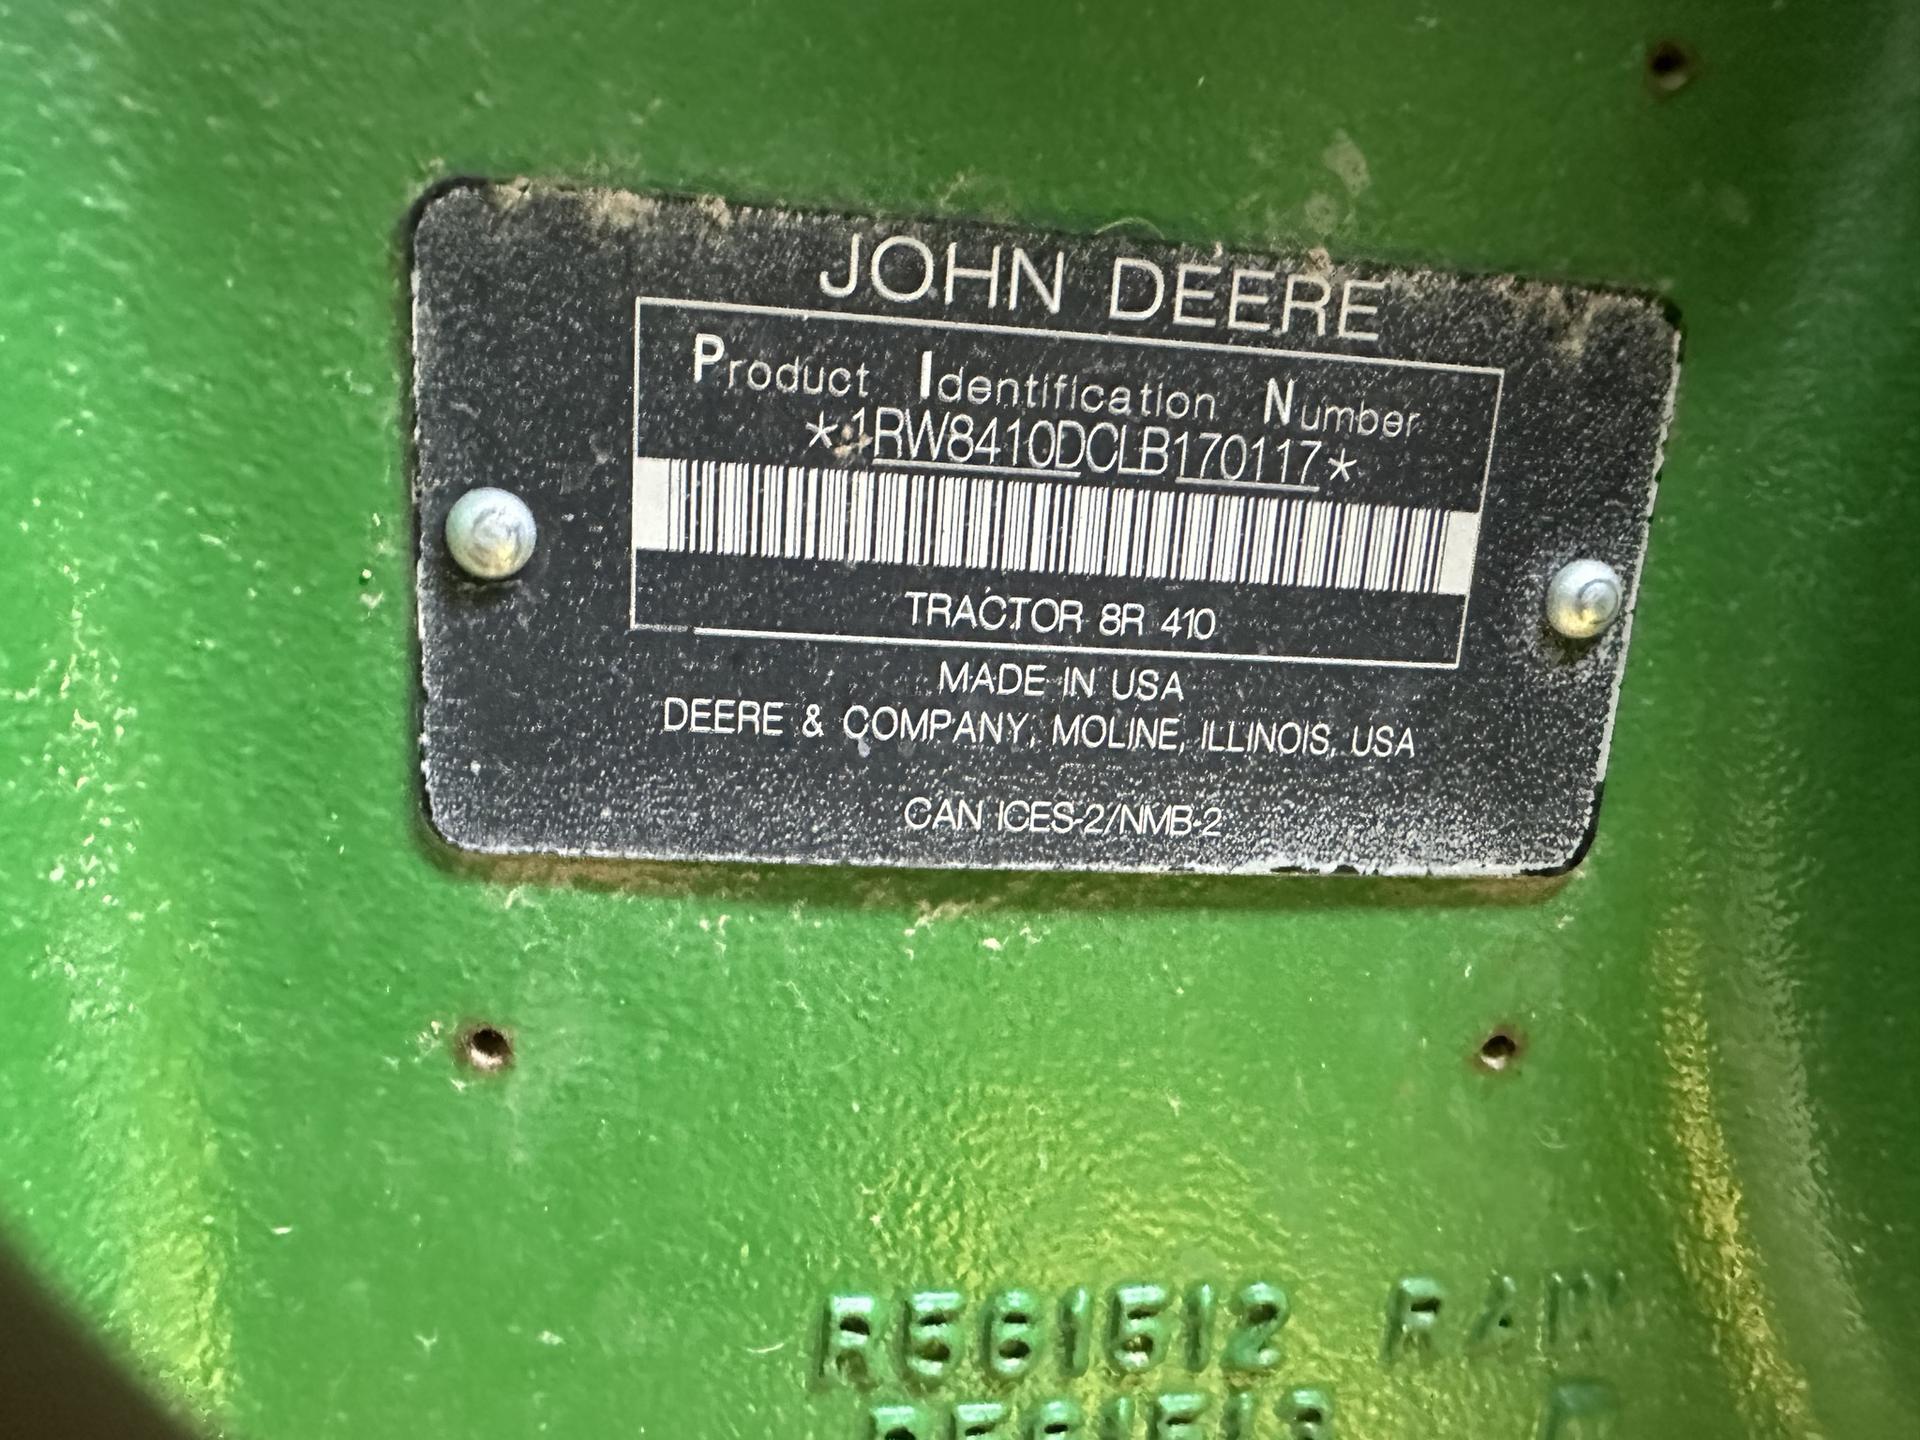 JOHN DEERE
Product Identification Number
*1RW8410DCLB170117*
TRACTOR 8R 410
MADE IN USA
DEERE & COMPANY, MOLINE, ILLINOIS, USA
CAN ICES-2/NMB-2
R561512 RAW